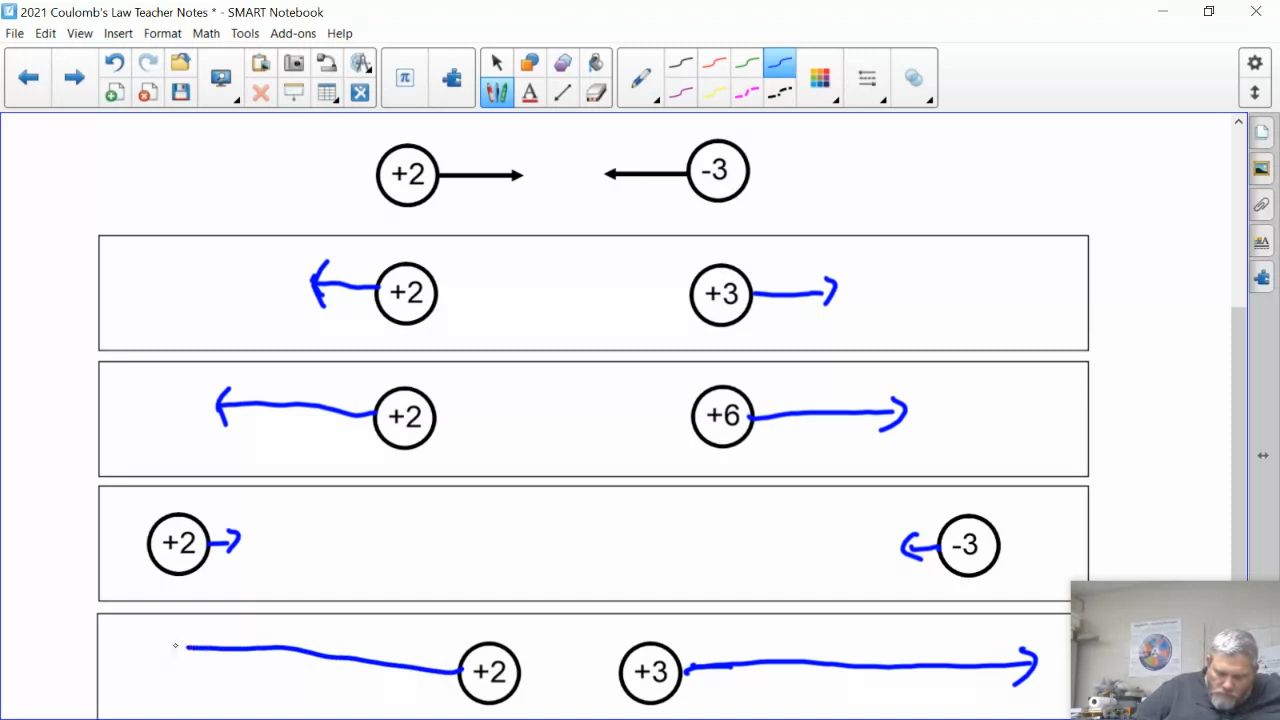 2021 Coulomb's Law Teacher Notes * - SMART Notebook
File Edit View Insert Format Math Tools Add-ons Help
+2 -3
+2 +3
+2 +6
+2 -3
+2 +3